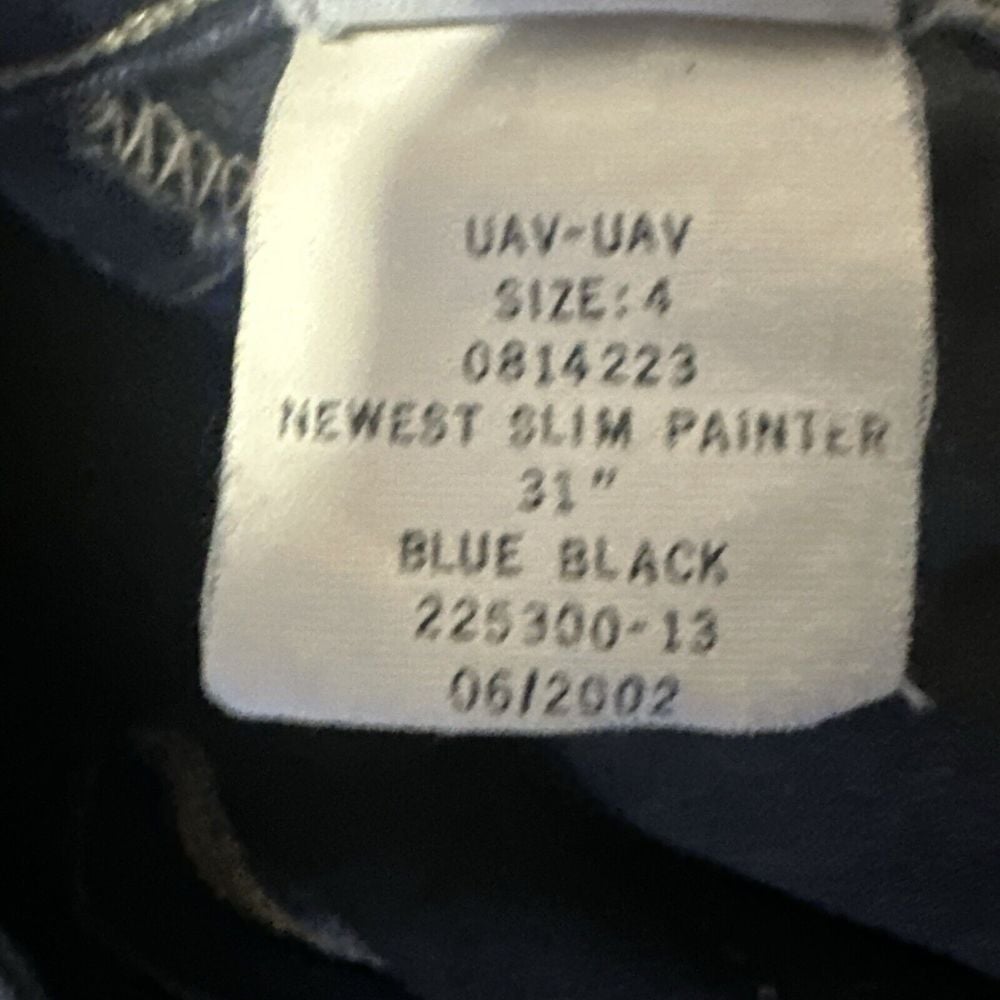 UAV-UAV
SIZE:4
0814223
NEWEST SLIM PAINTER
31"
BLUE BLACK
225300-13
06/2002